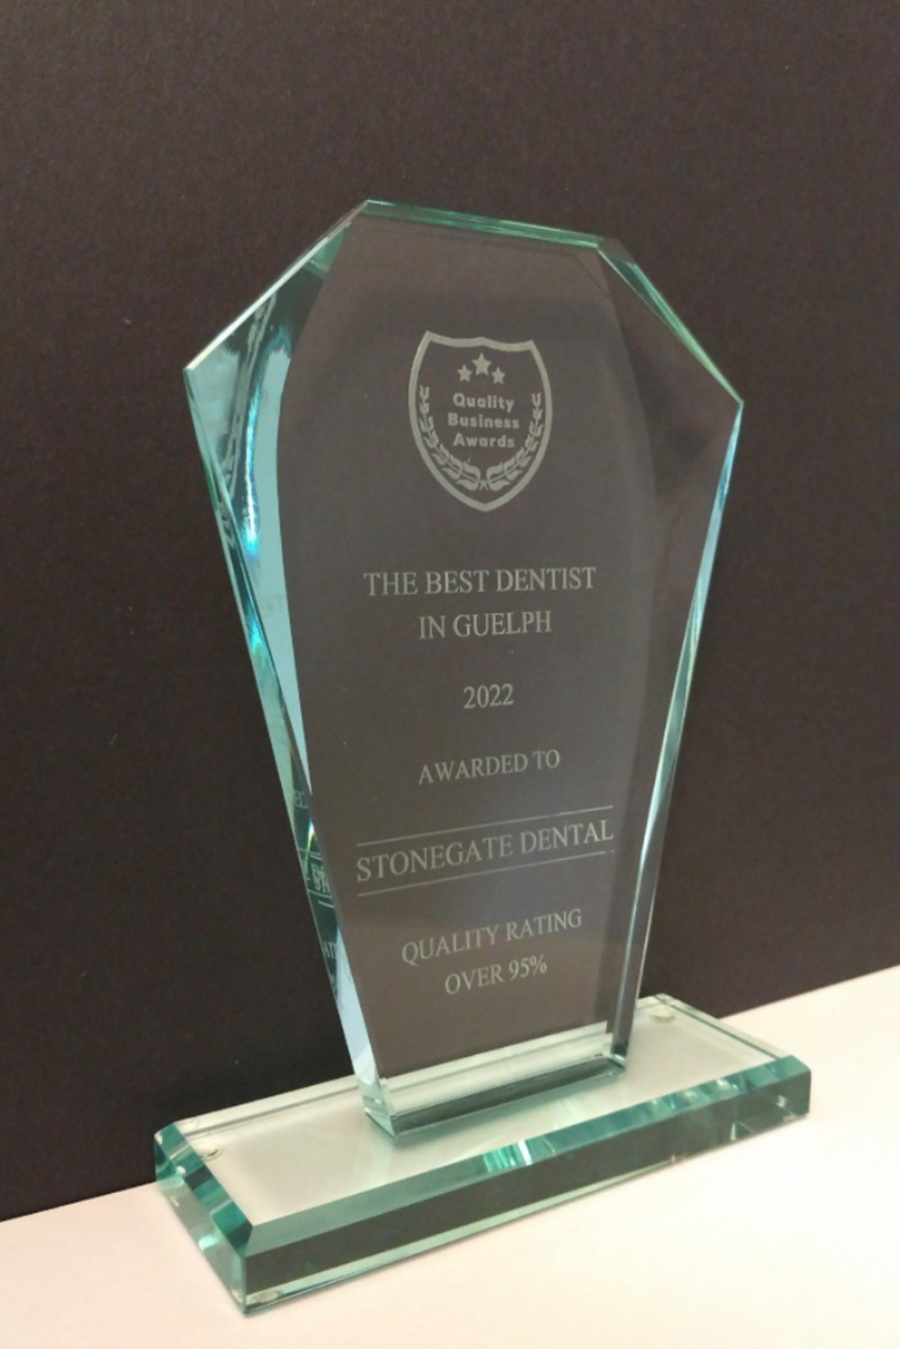 Quality
Business
Awards
THE BEST DENTIST
IN GUELPH
2022
AWARDED TO
STONEGATE DENTAL
QUALITY RATING
OVER 95%